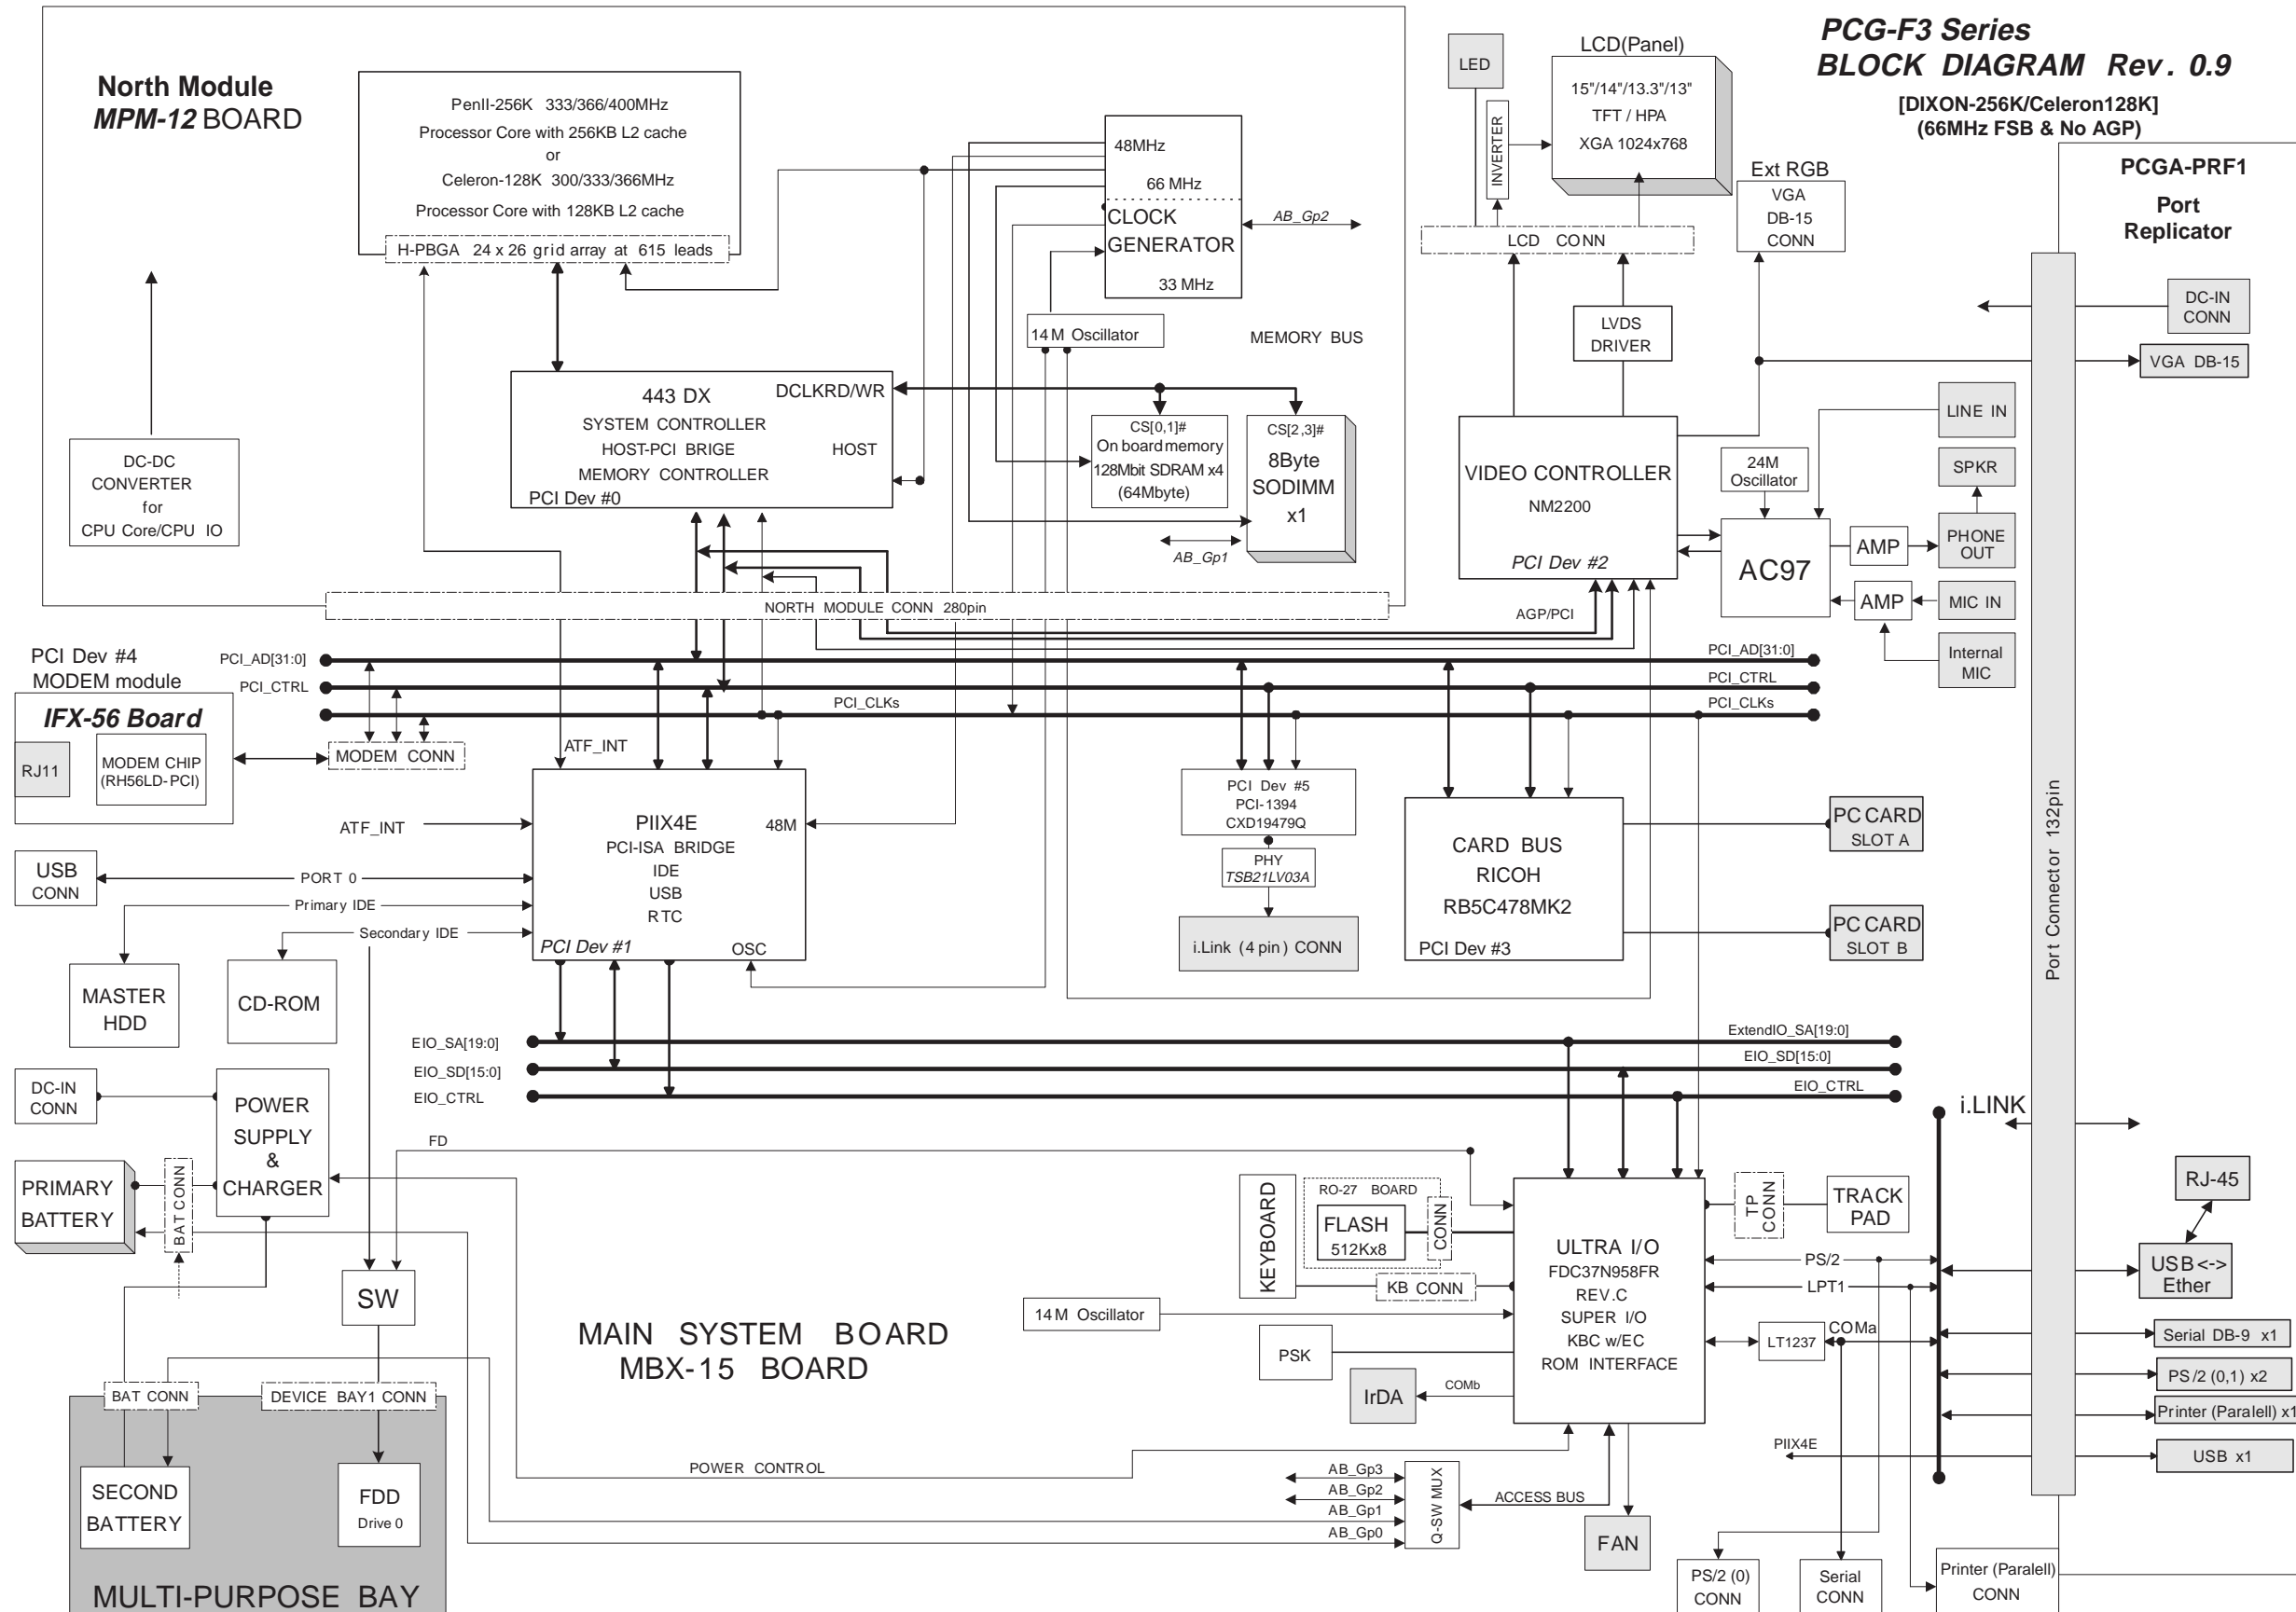 PCG-F3 Series
BLOCK DIAGRAM Rev. 0.9
[DIXON-256K/Celeron128K]
(66MHz FSB & No AGP)
North Module
MPM-12 BOARD
PenII-256K 333/366/400MHz
Processor Core with 256KB L2 cache
or
Celeron-128K 300/333/366MHz
Processor Core with 128KB L2 cache
H-PBGA 24 x 26 grid array at 615 leads
48MHz
66 MHz
CLOCK
GENERATOR
33 MHz
AB_Gp2
14M Oscillator
MEMORY BUS
DC-DC
CONVERTER
for
CPU Core/CPU IO
443 DX
DCLKRD/WR
SYSTEM CONTROLLER
HOST-PCI BRIGE
HOST
MEMORY CONTROLLER
PCI Dev #0
CS[0,1]#
On board memory
128Mbit SDRAM x4
(64Mbyte)
CS[2,3]#
8Byte
SODIMM
x1
AB_Gp1
NORTH MODULE CONN 280pin
LED
INVERTER
LCD(Panel)
15"/14"/13.3"/13"
TFT / HPA
XGA 1024x768
LCD CONN
Ext RGB
VGA
DB-15
CONN
LVDS
DRIVER
VIDEO CONTROLLER
NM2200
PCI Dev #2
AGP/PCI
24M
Oscillator
AC97
AMP
AMP
LINE IN
SPKR
PHONE
OUT
MIC IN
Internal
MIC
PCGA-PRF1
Port
Replicator
DC-IN
CONN
VGA DB-15
Port Connector 132pin
PCI Dev #4
MODEM module
IFX-56 Board
RJ11
MODEM CHIP
(RH56LD-PCI)
MODEM CONN
PCI_AD[31:0]
PCI_CTRL
PCI_CLKs
PCI_AD[31:0]
PCI_CTRL
PCI_CLKs
ATF_INT
ATF_INT
PIIX4E
48M
PCI-ISA BRIDGE
IDE
USB
RTC
PCI Dev #1
OSC
USB
CONN
PORT 0
Primary IDE
Secondary IDE
MASTER
HDD
CD-ROM
PCI Dev #5
PCI-1394
CXD19479Q
PHY
TSB21LV03A
i.Link (4 pin) CONN
CARD BUS
RICOH
RB5C478MK2
PCI Dev #3
PC CARD
SLOT A
PC CARD
SLOT B
EIO_SA[19:0]
EIO_SD[15:0]
EIO_CTRL
ExtendIO_SA[19:0]
EIO_SD[15:0]
EIO_CTRL
DC-IN
CONN
POWER
SUPPLY
&
CHARGER
PRIMARY
BATTERY
BAT CONN
FD
SW
MAIN SYSTEM BOARD
MBX-15 BOARD
BAT CONN
DEVICE BAY1 CONN
SECOND
BATTERY
FDD
Drive 0
MULTI-PURPOSE BAY
POWER CONTROL
KEYBOARD
RO-27 BOARD
FLASH
512Kx8
CONN
KB CONN
14M Oscillator
PSK
IrDA
COMb
ULTRA I/O
FDC37N958FR
REV.C
SUPER I/O
KBC w/EC
ROM INTERFACE
TP
CONN
TRACK
PAD
PS/2
LPT1
LT1237
COMa
AB_Gp3
AB_Gp2
AB_Gp1
AB_Gp0
Q-SW MUX
ACCESS BUS
FAN
i.LINK
RJ-45
USB <->
Ether
Serial DB-9 x1
PS/2 (0,1) x2
Printer (Paralell) x1
PIIX4E
USB x1
PS/2 (0)
CONN
Serial
CONN
Printer (Paralell)
CONN